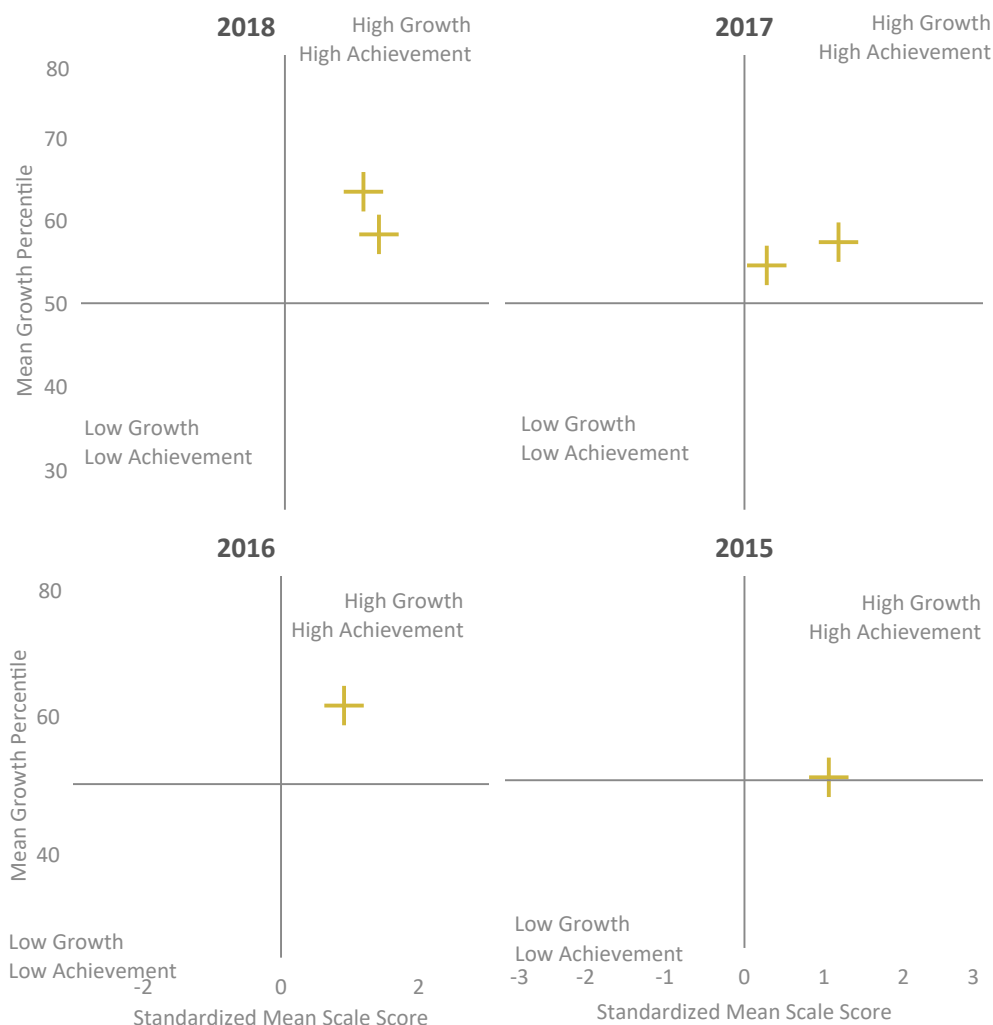 2018
High Growth
High Achievement
80
70
60
50
40
30
Mean Growth Percentile
Low Growth
Low Achievement
2017
High Growth
High Achievement
Low Growth
Low Achievement
2016
High Growth
High Achievement
80
60
40
Mean Growth Percentile
Low Growth
Low Achievement
-2 0 2
Standardized Mean Scale Score
2015
High Growth
High Achievement
Low Growth
Low Achievement
-3 -2 -1 0 1 2 3
Standardized Mean Scale Score